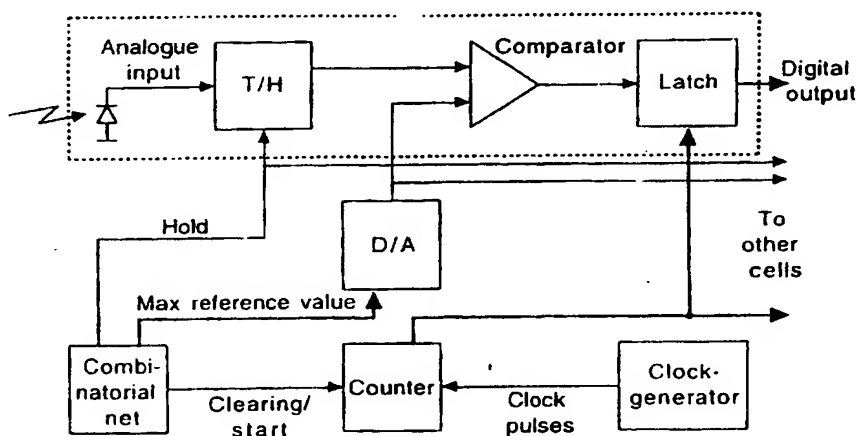 Analogue
input
T/H
Comparator
Latch
Digital
output
Hold
D/A
To
other
cells
Max reference value
Combi-
natorial
net
Clearing/
start
Counter
Clock
pulses
Clock-
generator